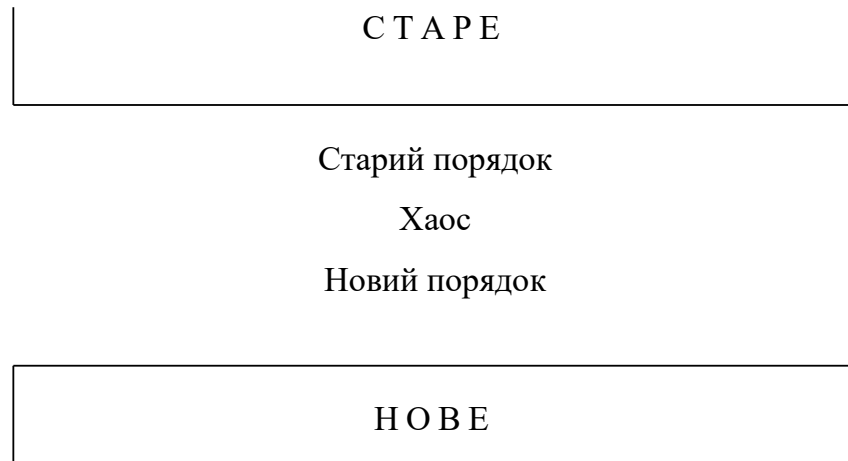 С Т А Р Е
Старий порядок
Хаос
Новий порядок
Н О В Е